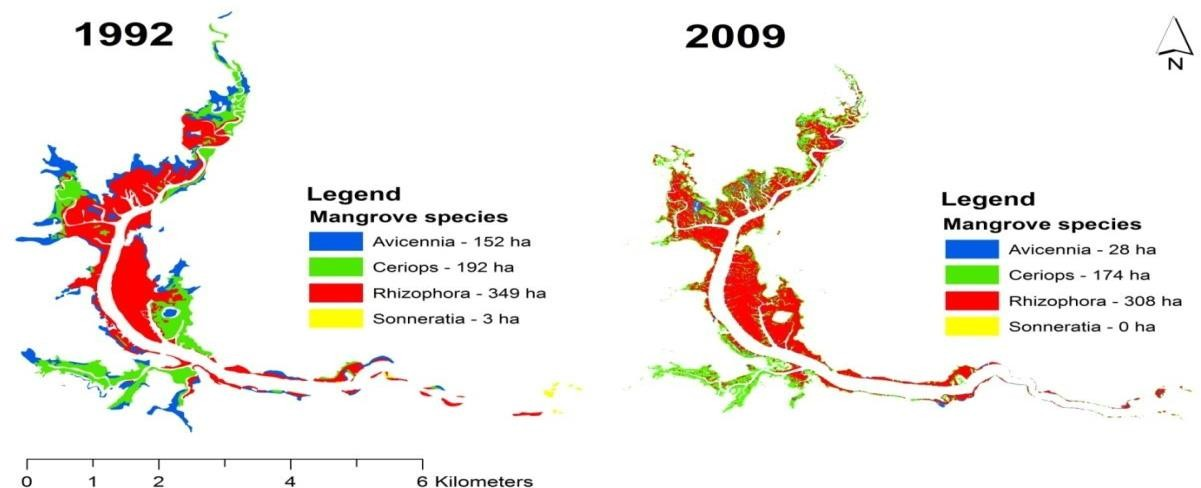 1992
Legend
Mangrove species
Avicennia - 152 ha
Ceriops - 192 ha
Rhizophora - 349 ha
Sonneratia - 3 ha
0 1 2 4 6 Kilometers
2009
N
Legend
Mangrove species
Avicennia - 28 ha
Ceriops - 174 ha
Rhizophora - 308 ha
Sonneratia - 0 ha